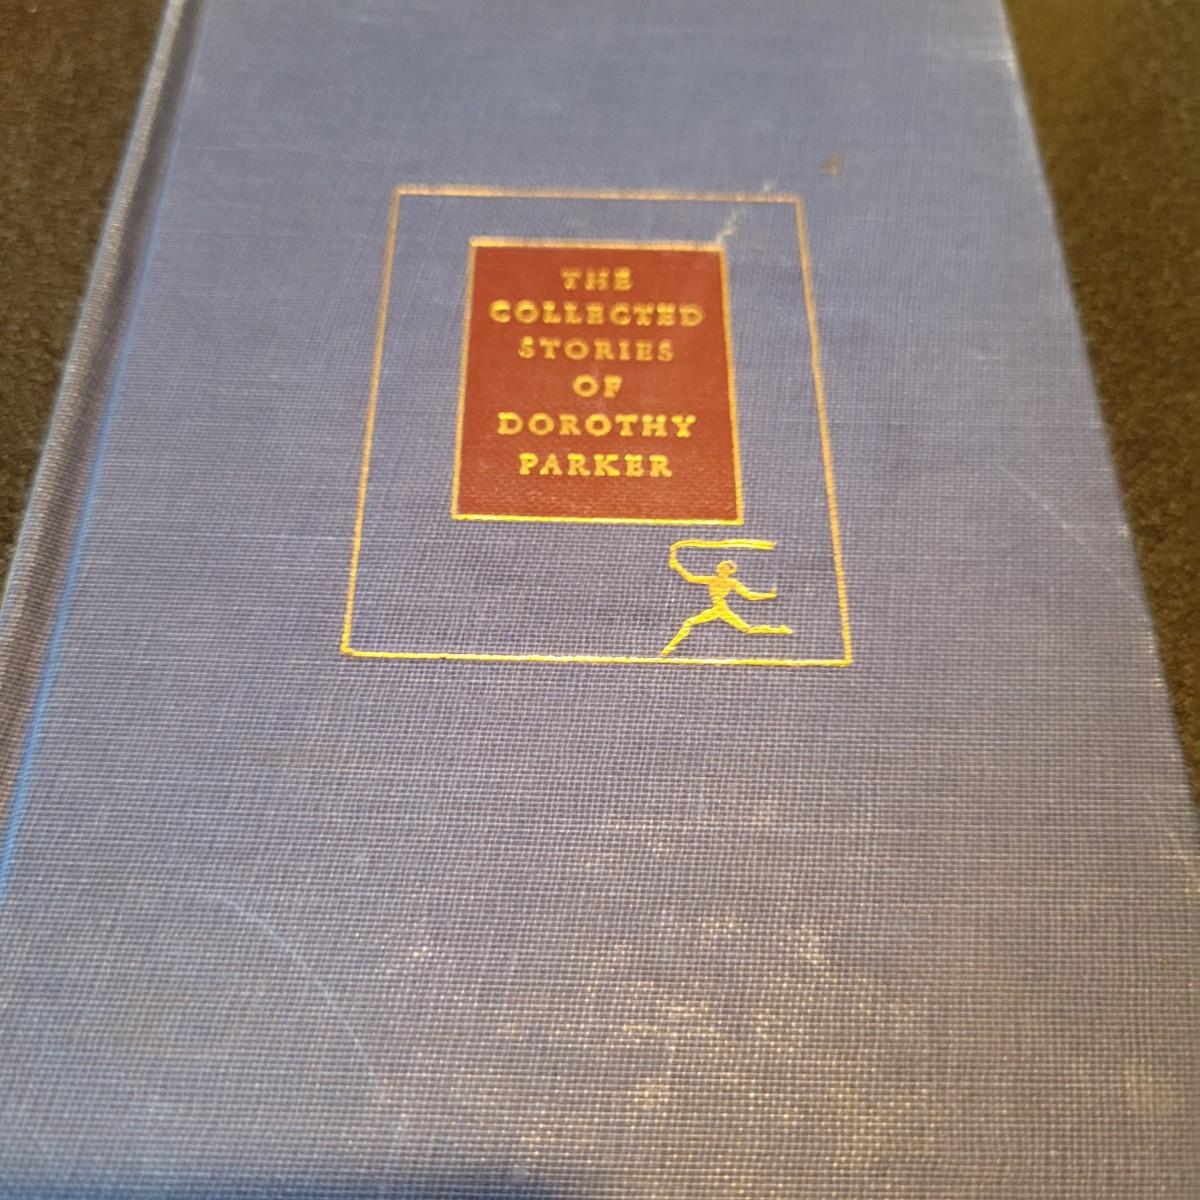 THE
COLLECTED
STORIES
OF
DOROTHY
PARKER